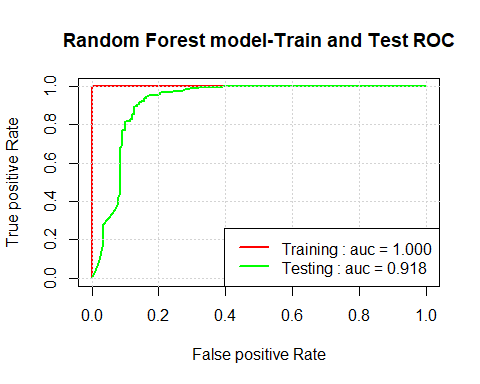 Random Forest model-Train and Test ROC
True positive Rate
1.0
0.8
0.6
0.4
0.2
0.0
Training : auc = 1.000
Testing : auc = 0.918
0.0 0.2 0.4 0.6 0.8 1.0
False positive Rate